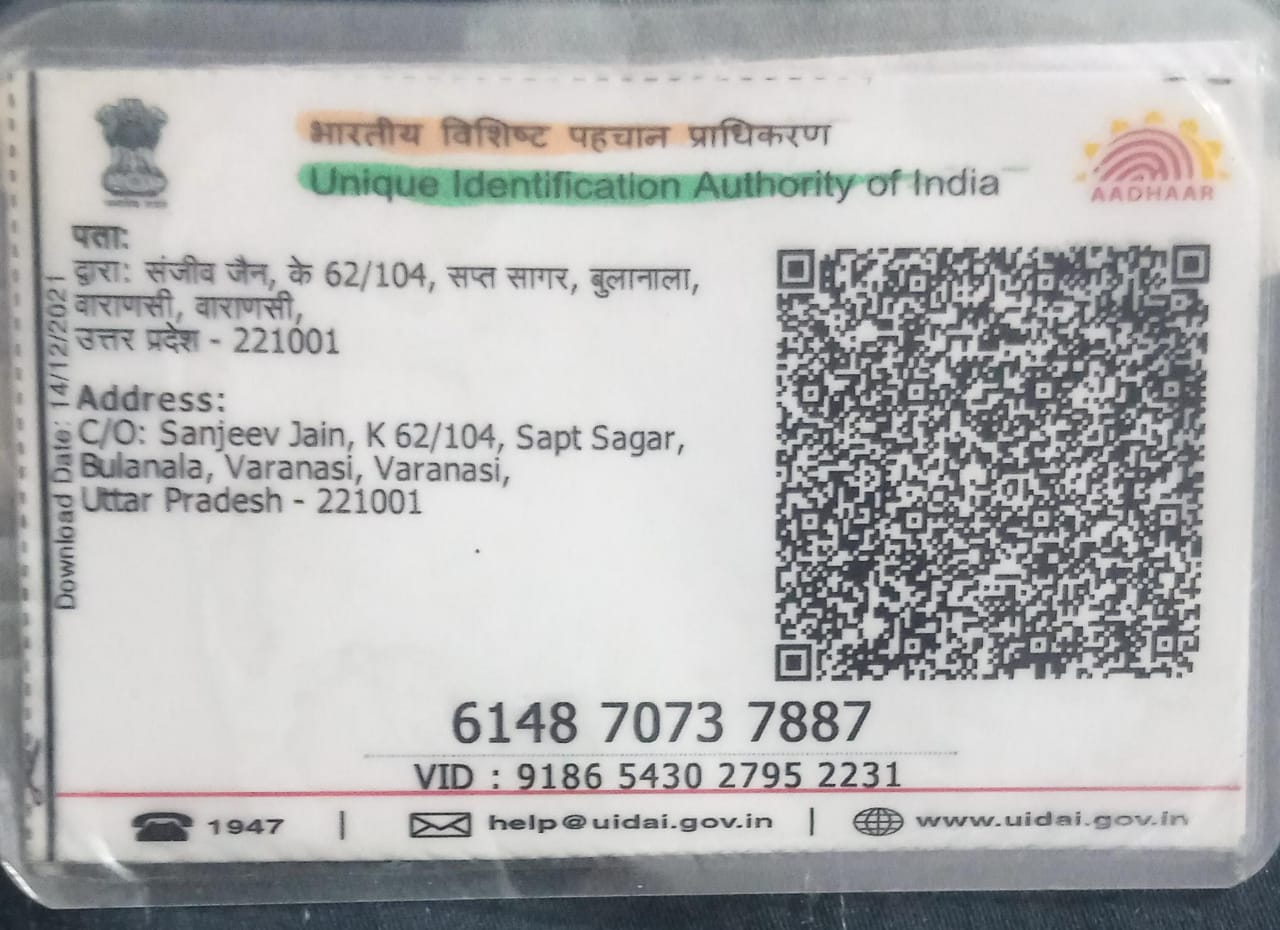 भारतीय विशिष्ट पहचान प्राधिकरण
Unique Identification Authority of India
AADHAAR
पता:
द्वारा: संजीव जैन, के 62/104, सप्त सागर, बुलानाला,
वाराणसी, वाराणसी,
उत्तर प्रदेश - 221001
Address:
C/O: Sanjeev Jain, K 62/104, Sapt Sagar,
Bulanala, Varanasi, Varanasi,
Uttar Pradesh - 221001
Download Date: 14/12/2021
6148 7073 7887
VID : 9186 5430 2795 2231
1947 | help@uidai.gov.in | www.uidai.gov.in